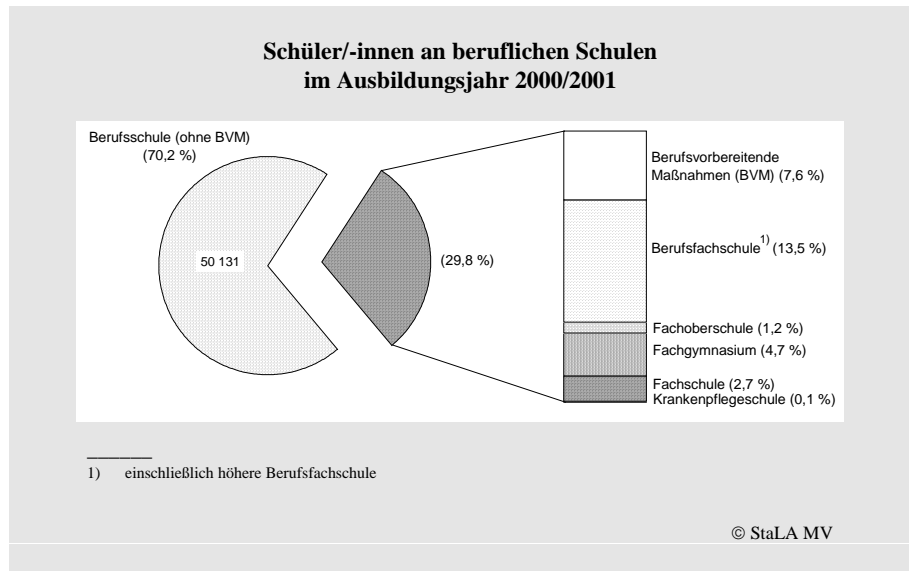 Schüler/-innen an beruflichen Schulen
im Ausbildungsjahr 2000/2001
Berufsschule (ohne BVM)
(70,2 %)
50 131
(29,8 %)
Berufsvorbereitende
Maßnahmen (BVM) (7,6 %)
Berufsfachschule1) (13,5 %)
Fachoberschule (1,2 %)
Fachgymnasium (4,7 %)
Fachschule (2,7 %)
Krankenpflegeschule (0,1 %)
1) einschließlich höhere Berufsfachschule
© StaLA MV